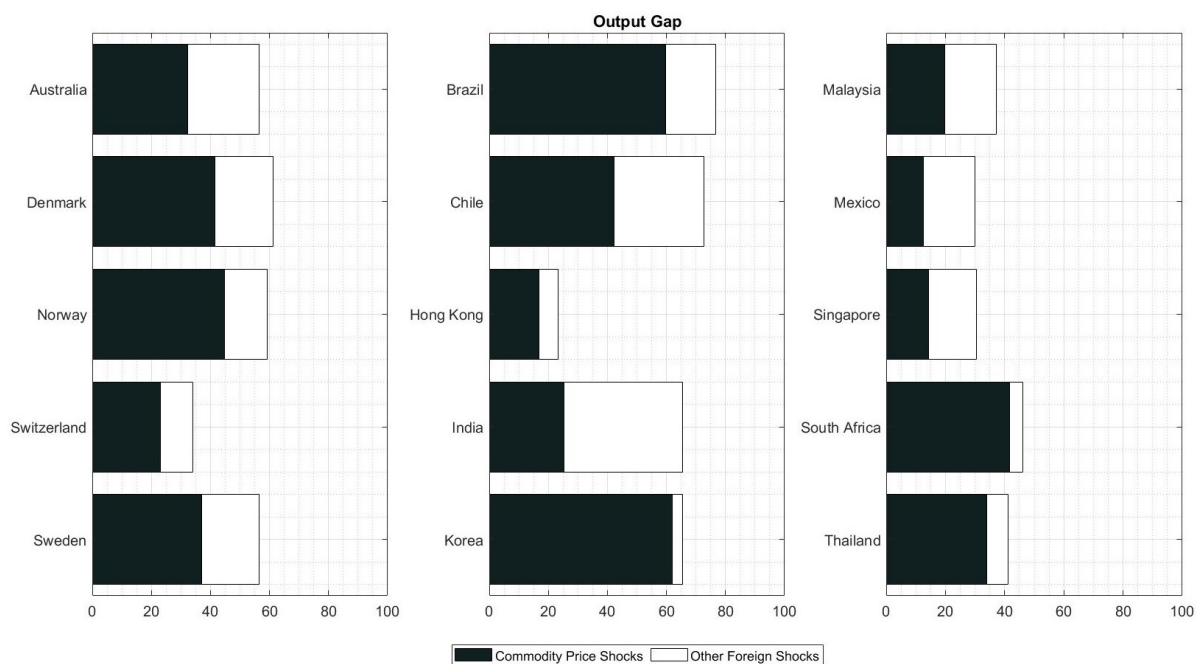 Output Gap
Australia
Denmark
Norway
Switzerland
Sweden
0 20 40 60 80 100
Brazil
Chile
Hong Kong
India
Korea
0 20 40 60 80 100
Malaysia
Mexico
Singapore
South Africa
Thailand
0 20 40 60 80 100
Commodity Price Shocks Other Foreign Shocks